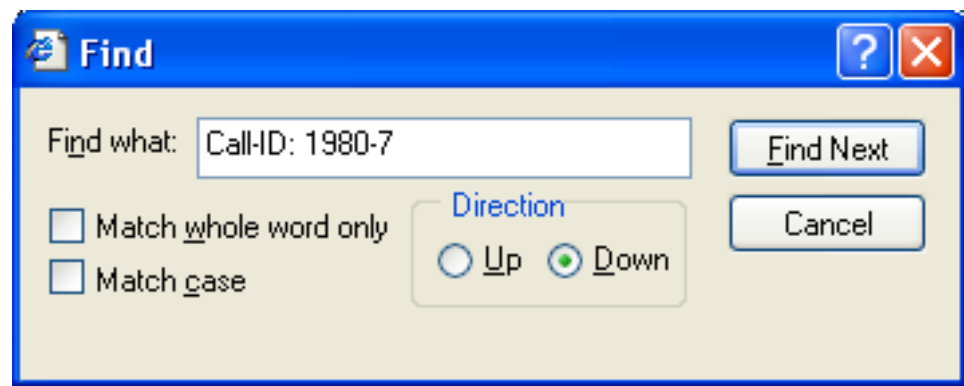 Find
Find what: Call-ID: 1980-7
Find Next
Match whole word only
Direction
Cancel
Up Down
Match case